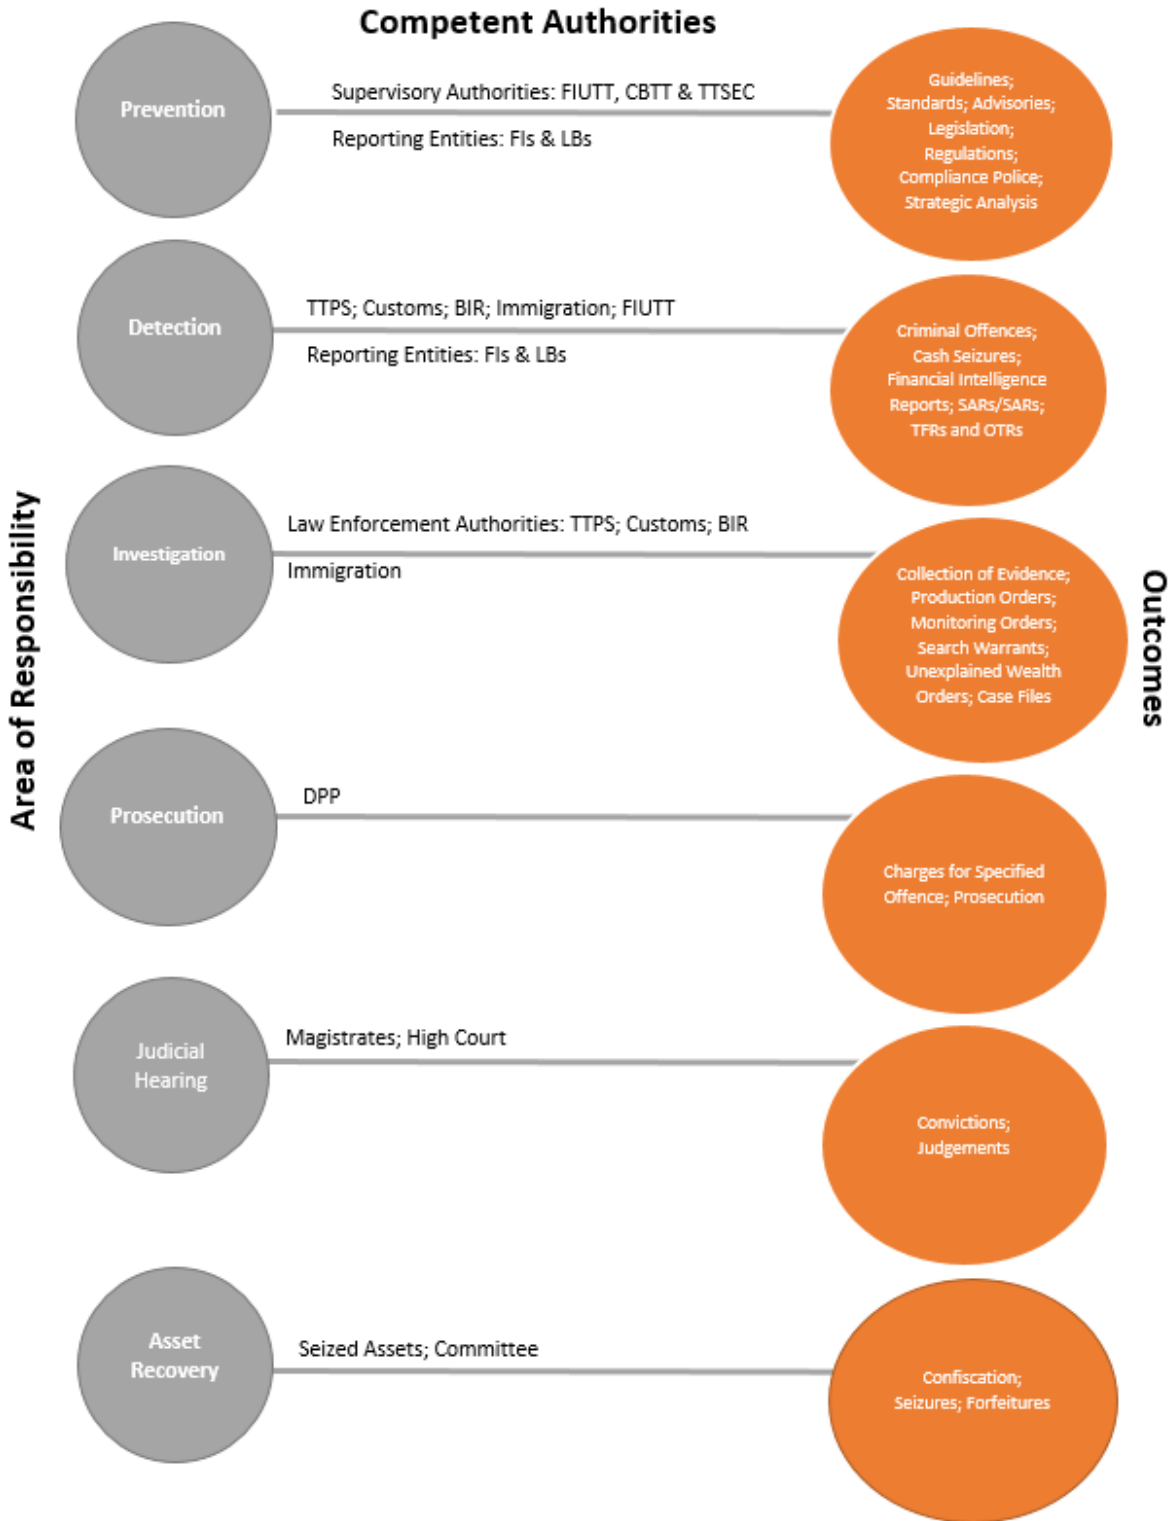 Competent Authorities
Area of Responsibility
Outcomes
Prevention
Supervisory Authorities: FIUTT, CBTT & TTSEC
Reporting Entities: FIs & LBs
Guidelines;
Standards; Advisories;
Legislation;
Regulations;
Compliance Police;
Strategic Analysis
Detection
TTPS; Customs; BIR; Immigration; FIUTT
Reporting Entities: FIs & LBs
Criminal Offences;
Cash Seizures;
Financial Intelligence
Reports; SARs/SARs;
TFRs and OTRs
Investigation
Law Enforcement Authorities: TTPS; Customs; BIR
Immigration
Collection of Evidence;
Production Orders;
Monitoring Orders;
Search Warrants;
Unexplained Wealth
Orders; Case Files
Prosecution
DPP
Charges for Specified
Offence; Prosecution
Judicial
Hearing
Magistrates; High Court
Convictions;
Judgements
Asset
Recovery
Seized Assets; Committee
Confiscation;
Seizures; Forfeitures